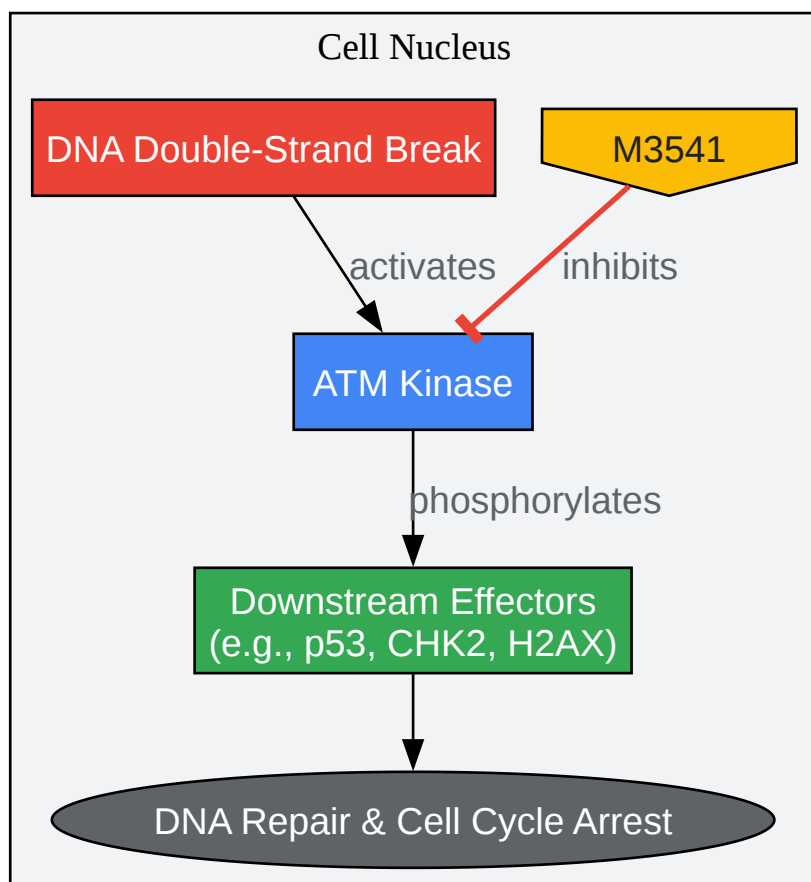 Cell Nucleus
DNA Double-Strand Break
M3541
activates
inhibits
ATM Kinase
phosphorylates
Downstream Effectors
(e.g., p53, CHK2, H2AX)
DNA Repair & Cell Cycle Arrest